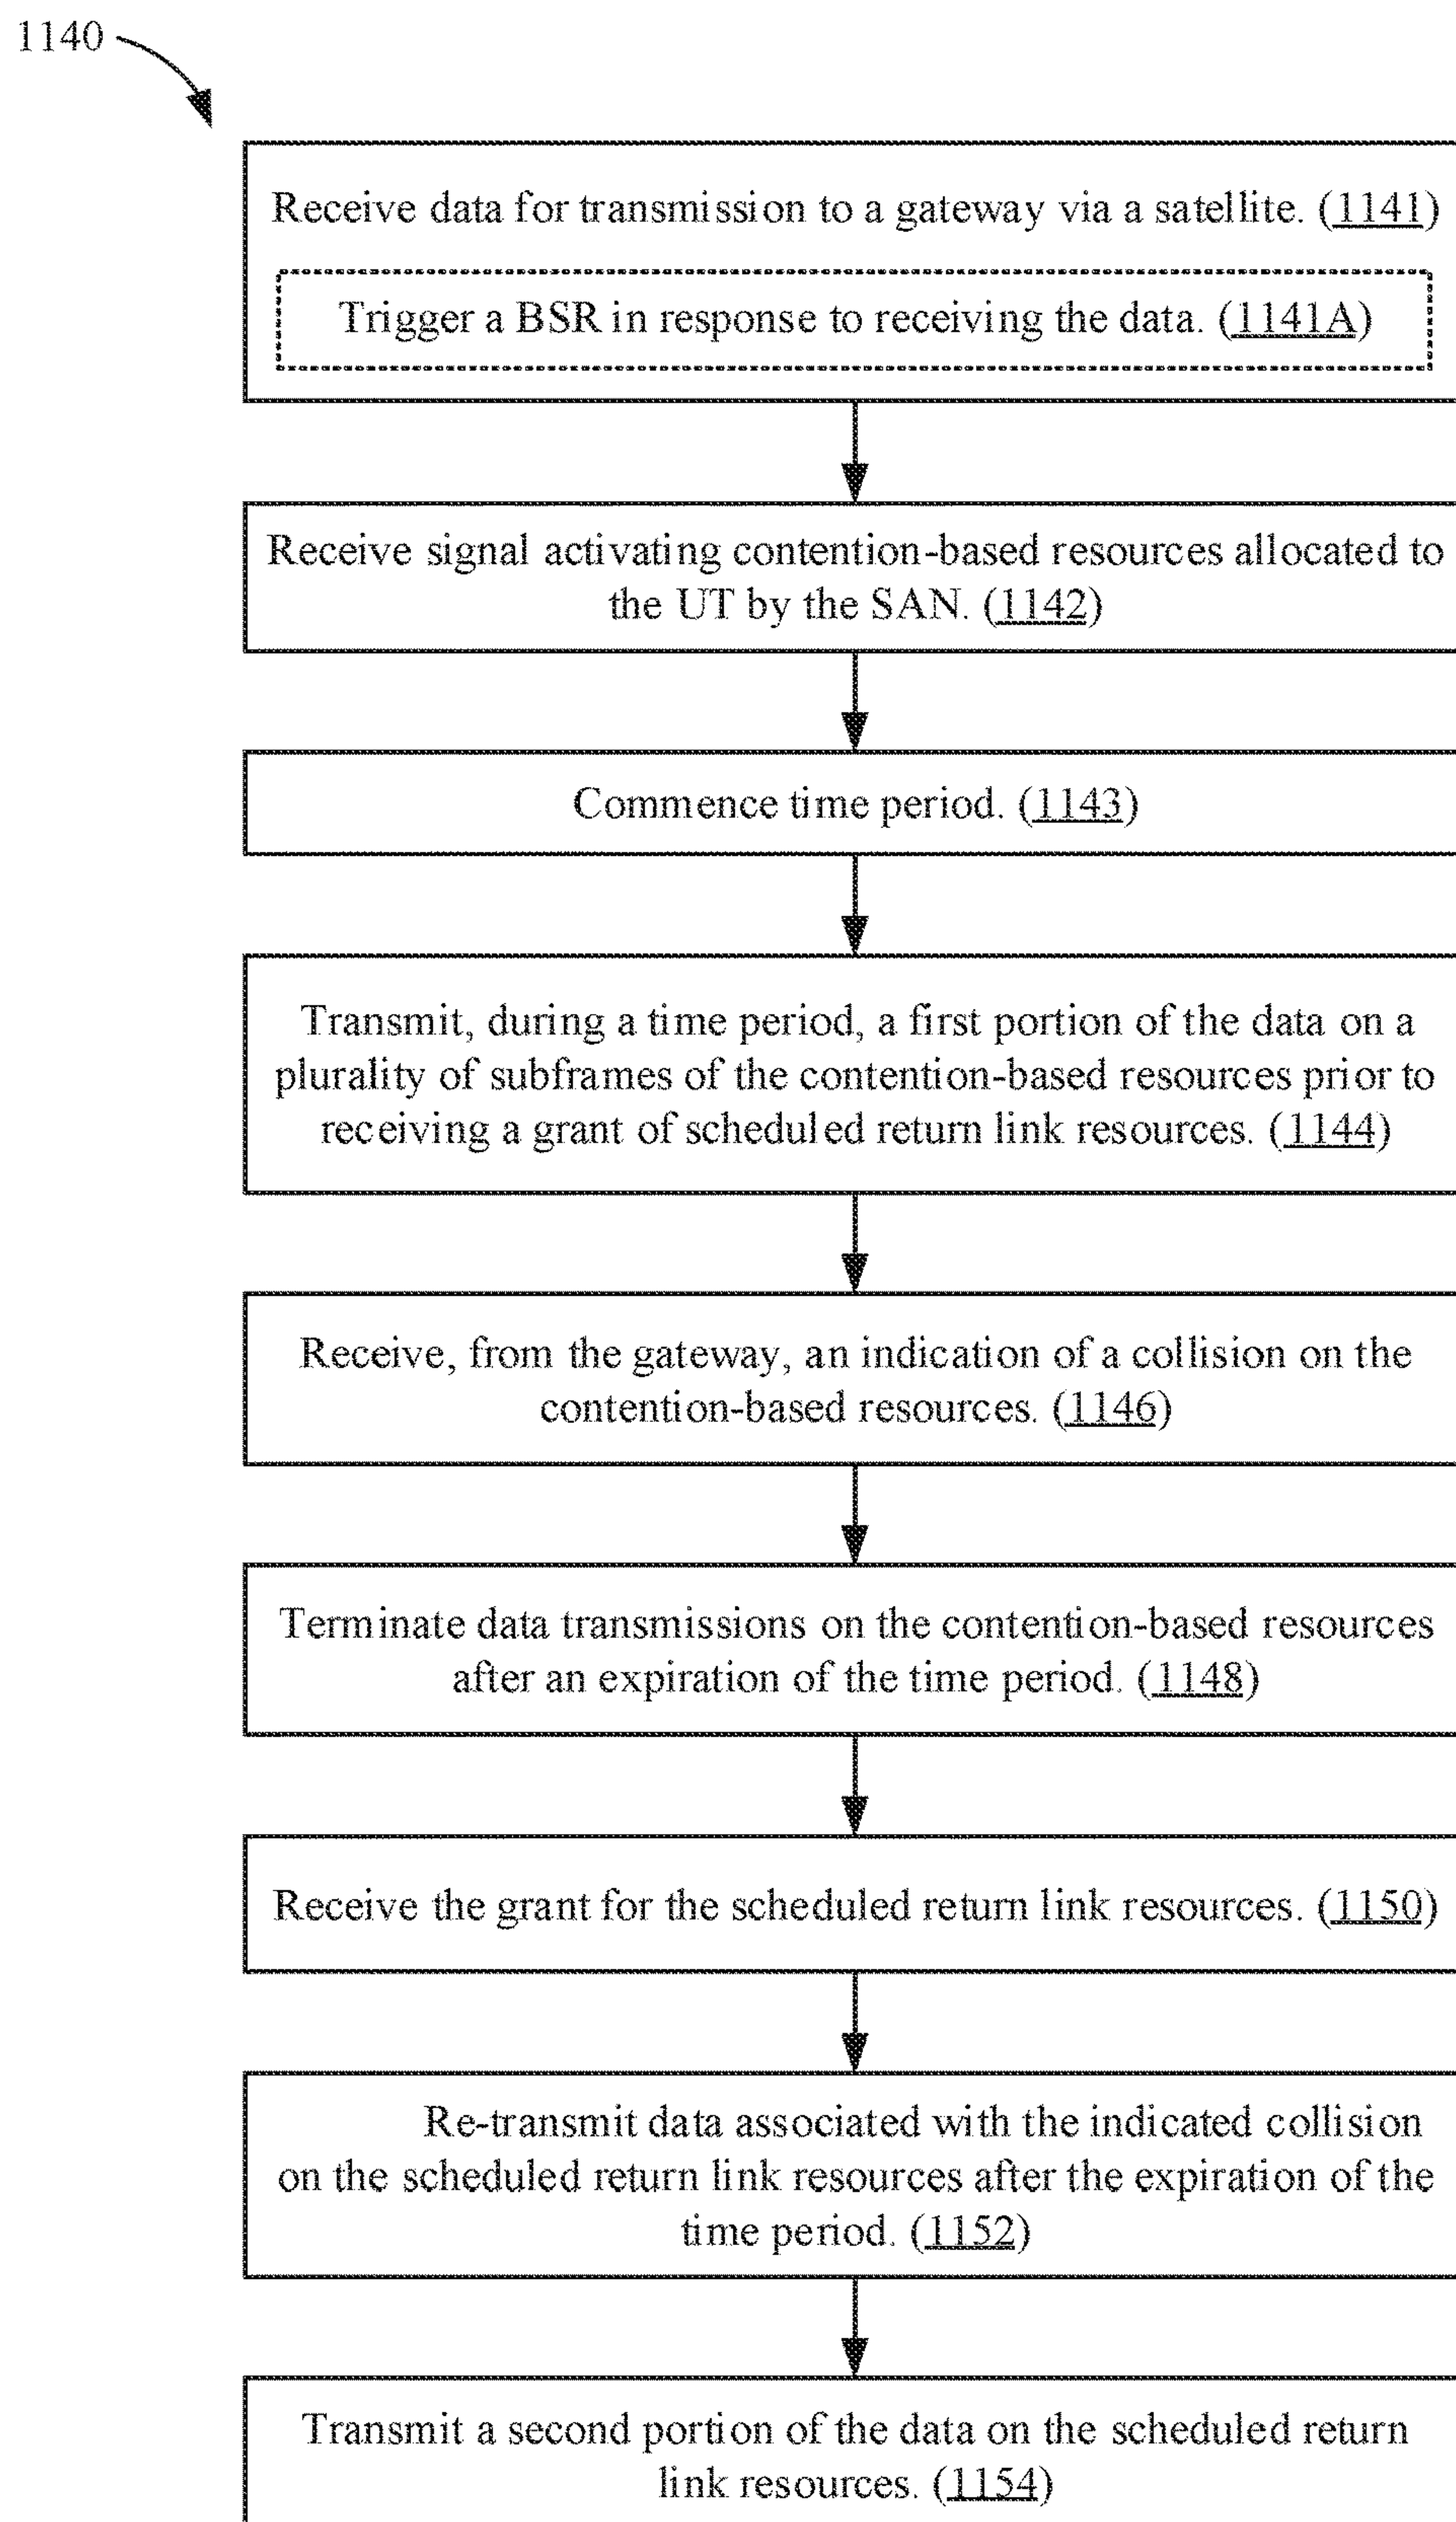 1140
Receive data for transmission to a gateway via a satellite. (1141)
Trigger a BSR in response to receiving the data. (1141A)
Receive signal activating contention-based resources allocated to
the UT by the SAN. (1142)
Commence time period. (1143)
Transmit, during a time period, a first portion of the data on a
plurality of subframes of the contention-based resources prior to
receiving a grant of scheduled return link resources. (1144)
Receive, from the gateway, an indication of a collision on the
contention-based resources. (1146)
Terminate data transmissions on the contention-based resources
after an expiration of the time period. (1148)
Receive the grant for the scheduled return link resources. (1150)
Re-transmit data associated with the indicated collision
on the scheduled return link resources after the expiration of the
time period. (1152)
Transmit a second portion of the data on the scheduled return
link resources. (1154)